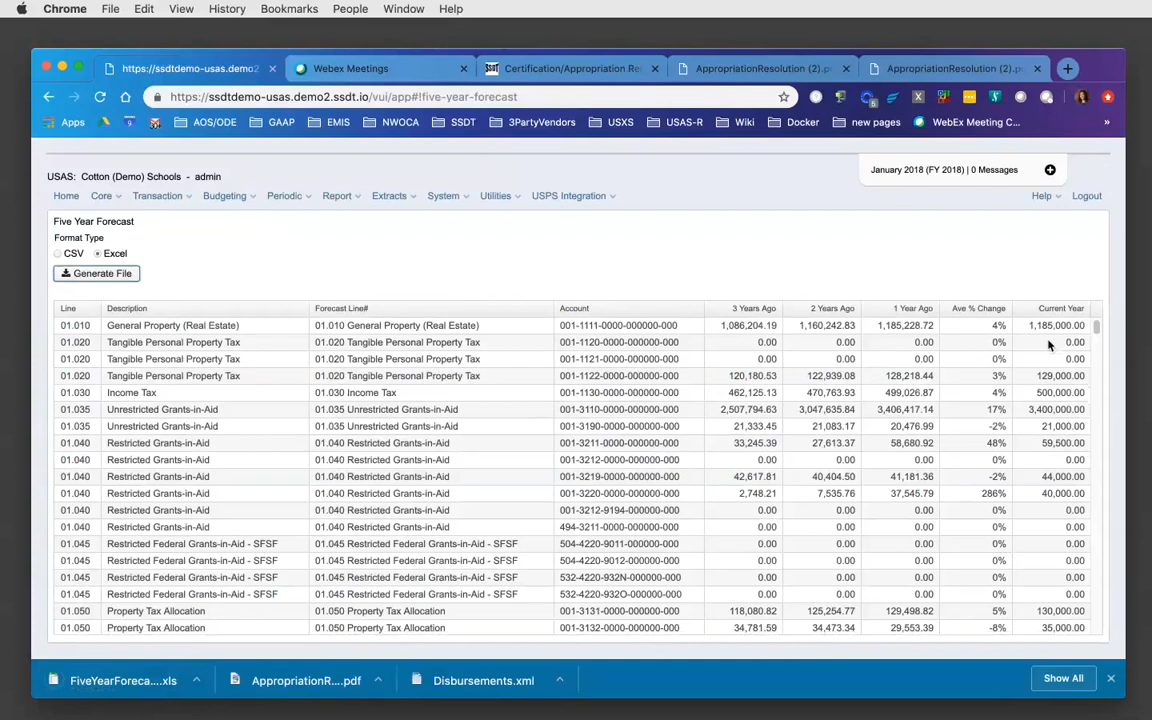 Chrome File Edit View History Bookmarks People Window Help
https://ssdtdemo-usas.demo2 Webex Meetings SSDT Certification/Appropriation Re AppropriationResolution (2).p AppropriationResolution (2).p
https://ssdtdemo-usas.demo2.ssdt.io/vui/app#!five-year-forecast
Apps AOS/ODE GAAP EMIS NWOCA SSDT 3PartyVendors USXS USAS-R Wiki Docker new pages WebEx Meeting C... »
January 2018 (FY 2018) | 0 Messages
USAS: Cotton (Demo) Schools - admin
Home Core Transaction Budgeting Periodic Report Extracts System Utilities USPS Integration Help Logout
Five Year Forecast
Format Type
CSV Excel
Generate File
Line Description Forecast Line# Account 3 Years Ago 2 Years Ago 1 Year Ago Ave % Change Current Year
01.010 General Property (Real Estate) 01.010 General Property (Real Estate) 001-1111-0000-000000-000 1,086,204.19 1,160,242.83 1,185,228.72 4% 1,185,000.00
01.020 Tangible Personal Property Tax 01.020 Tangible Personal Property Tax 001-1120-0000-000000-000 0.00 0.00 0.00 0% 0.00
01.020 Tangible Personal Property Tax 01.020 Tangible Personal Property Tax 001-1121-0000-000000-000 0.00 0.00 0.00 0% 0.00
01.020 Tangible Personal Property Tax 01.020 Tangible Personal Property Tax 001-1122-0000-000000-000 120,180.53 122,939.08 128,218.44 3% 129,000.00
01.030 Income Tax 01.030 Income Tax 001-1130-0000-000000-000 462,125.13 470,763.93 499,026.87 4% 500,000.00
01.035 Unrestricted Grants-in-Aid 01.035 Unrestricted Grants-in-Aid 001-3110-0000-000000-000 2,507,794.63 3,047,635.84 3,406,417.14 17% 3,400,000.00
01.035 Unrestricted Grants-in-Aid 01.035 Unrestricted Grants-in-Aid 001-3190-0000-000000-000 21,333.45 21,083.17 20,476.99 -2% 21,000.00
01.040 Restricted Grants-in-Aid 01.040 Restricted Grants-in-Aid 001-3211-0000-000000-000 33,245.39 27,613.37 58,680.92 48% 59,500.00
01.040 Restricted Grants-in-Aid 01.040 Restricted Grants-in-Aid 001-3212-0000-000000-000 0.00 0.00 0.00 0% 0.00
01.040 Restricted Grants-in-Aid 01.040 Restricted Grants-in-Aid 001-3219-0000-000000-000 42,617.81 40,404.50 41,181.36 -2% 44,000.00
01.040 Restricted Grants-in-Aid 01.040 Restricted Grants-in-Aid 001-3220-0000-000000-000 2,748.21 7,535.76 37,545.79 286% 40,000.00
01.040 Restricted Grants-in-Aid 01.040 Restricted Grants-in-Aid 001-3212-9194-000000-000 0.00 0.00 0.00 0% 0.00
01.040 Restricted Grants-in-Aid 01.040 Restricted Grants-in-Aid 494-3211-0000-000000-000 0.00 0.00 0.00 0% 0.00
01.045 Restricted Federal Grants-in-Aid - SFSF 01.045 Restricted Federal Grants-in-Aid - SFSF 504-4220-9011-000000-000 0.00 0.00 0.00 0% 0.00
01.045 Restricted Federal Grants-in-Aid - SFSF 01.045 Restricted Federal Grants-in-Aid - SFSF 504-4220-9012-000000-000 0.00 0.00 0.00 0% 0.00
01.045 Restricted Federal Grants-in-Aid - SFSF 01.045 Restricted Federal Grants-in-Aid - SFSF 532-4220-932N-000000-000 0.00 0.00 0.00 0% 0.00
01.045 Restricted Federal Grants-in-Aid - SFSF 01.045 Restricted Federal Grants-in-Aid - SFSF 532-4220-932O-000000-000 0.00 0.00 0.00 0% 0.00
01.050 Property Tax Allocation 01.050 Property Tax Allocation 001-3131-0000-000000-000 118,080.82 125,254.77 129,498.82 5% 130,000.00
01.050 Property Tax Allocation 01.050 Property Tax Allocation 001-3132-0000-000000-000 34,781.59 34,473.34 29,553.39 -8% 35,000.00
FiveYearForeca....xls AppropriationR....pdf Disbursements.xml Show All